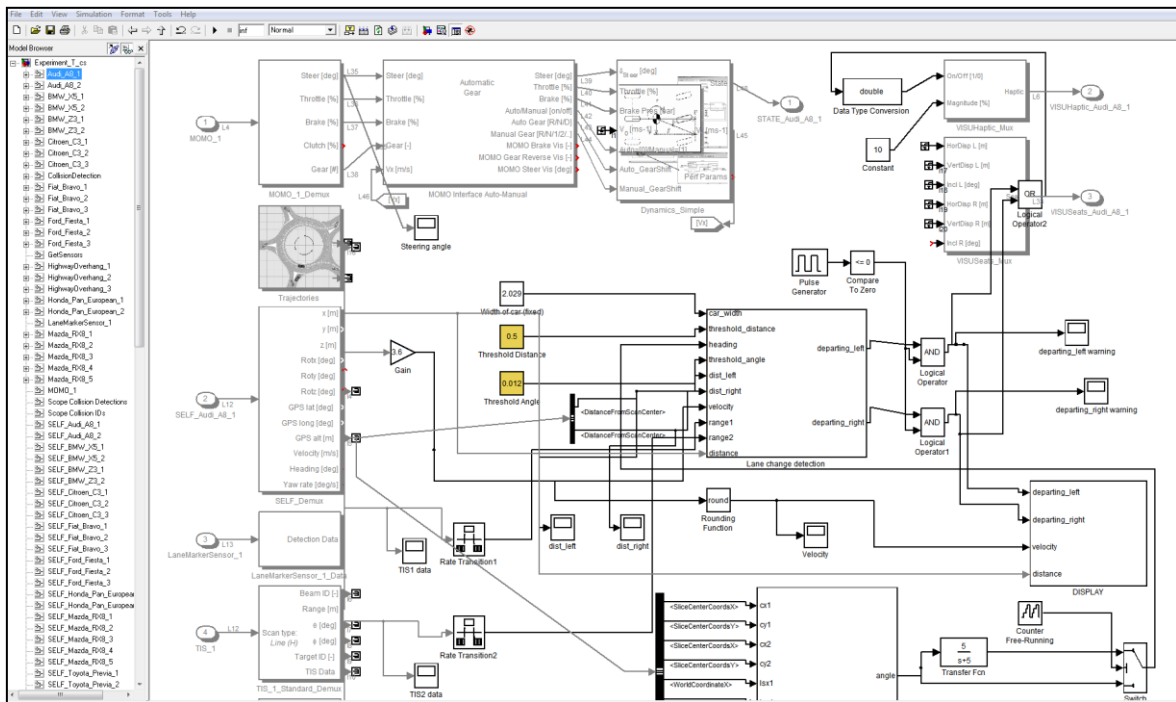 File Edit View Simulation Format Tools Help
inf
Normal
Model Browser
Experiment_T_cs
Audi_A8_1
Audi_A8_2
BMW_X5_1
BMW_X5_2
BMW_Z3_1
BMW_Z3_2
Citroen_C3_1
Citroen_C3_2
Citroen_C3_3
CollisionDetection
Fiat_Bravo_1
Fiat_Bravo_2
Fiat_Bravo_3
Ford_Fiesta_1
Ford_Fiesta_2
Ford_Fiesta_3
GetSensors
HighwayOverhang_1
HighwayOverhang_2
HighwayOverhang_3
Honda_Pan_European_1
Honda_Pan_European_2
LaneMarkerSensor_1
Mazda_RX8_1
Mazda_RX8_2
Mazda_RX8_3
Mazda_RX8_4
Mazda_RX8_5
MOMO_1
Scope Collision Detections
Scope Collision IDs
SELF_Audi_A8_1
SELF_Audi_A8_2
SELF_BMW_X5_1
SELF_BMW_X5_2
SELF_BMW_Z3_1
SELF_BMW_Z3_2
SELF_Citroen_C3_1
SELF_Citroen_C3_2
SELF_Citroen_C3_3
SELF_Fiat_Bravo_1
SELF_Fiat_Bravo_2
SELF_Fiat_Bravo_3
SELF_Ford_Fiesta_1
SELF_Ford_Fiesta_2
SELF_Ford_Fiesta_3
SELF_Honda_Pan_European
SELF_Honda_Pan_European
SELF_Mazda_RX8_1
SELF_Mazda_RX8_2
SELF_Mazda_RX8_3
SELF_Mazda_RX8_4
SELF_Mazda_RX8_5
SELF_Toyota_Previa_1
SELF_Toyota_Previa_2
1
MOMO_1
L4
Steer [deg]
Throttle [%]
Brake [%]
Clutch [%]
Gear [#]
MOMO_1_Demux
L35
L37
L38
L46
Steer [deg]
Throttle [%]
Brake [%]
Gear [-]
Vx [m/s]
Automatic
Gear
Steer [deg]
Throttle [%]
Brake [%]
Auto/Manual [on/off]
Auto Gear [R/N/D]
Manual Gear [R/N/1/2/..]
MOMO Brake Vis [-]
MOMO Gear Reverse Vis [-]
MOMO Steer Vis [deg]
MOMO Interface Auto-Manual
[Vx]
Steering angle
L39
L40
L42
Throttle [%]
Auto_GearShift
Manual_GearShift
State
Perf Params
Dynamics_Simple
[Vx]
L45
1
STATE_Audi_A8_1
double
Data Type Conversion
10
Constant
On/Off [1/0]
Magnitude [%]
Haptic
VISUHaptic_Mux
L6
2
VISUHaptic_Audi_A8_1
HorDisp L [m]
VertDisp L [m]
Incl L [deg]
HorDisp R [m]
VertDisp R [m]
Incl R [deg]
VISUSeats_Mux
OR
Logical
Operator2
3
VISUSeats_Audi_A8_1
Trajectories
Pulse
Generator
<= 0
Compare
To Zero
2
SELF_Audi_A8_1
L12
x [m]
y [m]
z [m]
Rotx [deg]
Roty [deg]
Rotz [deg]
GPS lat [deg]
GPS long [deg]
GPS alt [m]
Velocity [m/s]
Heading [deg]
Yaw rate [deg/s]
SELF_Demux
3.6
Gain
2.029
Width of car (fixed)
0.5
Threshold Distance
0.012
Threshold Angle
<DistanceFromScanCenter>
<DistanceFromScanCenter>
car_width
threshold_distance
heading
threshold_angle
dist_left
dist_right
velocity
range1
range2
distance
departing_left
departing_right
Lane change detection
AND
Logical
Operator
AND
Logical
Operator1
departing_left warning
departing_right warning
3
LaneMarkerSensor_1
L13
Detection Data
LaneMarkerSensor_1_Data
TIS1 data
Rate Transition1
dist_left
dist_right
round
Rounding
Function
Velocity
departing_left
departing_right
velocity
distance
DISPLAY
4
TIS_1
L12
Scan type:
Line (H)
Beam ID [-]
Range [m]
Target ID [-]
TIS Data
TIS_1_Standard_Demux
Rate Transition2
TIS2 data
<SliceCenterCoordsX>
<SliceCenterCoordsY>
<SliceCenterCoordsX>
<SliceCenterCoordsY>
<WorldCoordinateX>
cx1
cy1
cx2
cy2
lsx1
angle
5
s+5
Transfer Fcn
Counter
Free-Running
Switch